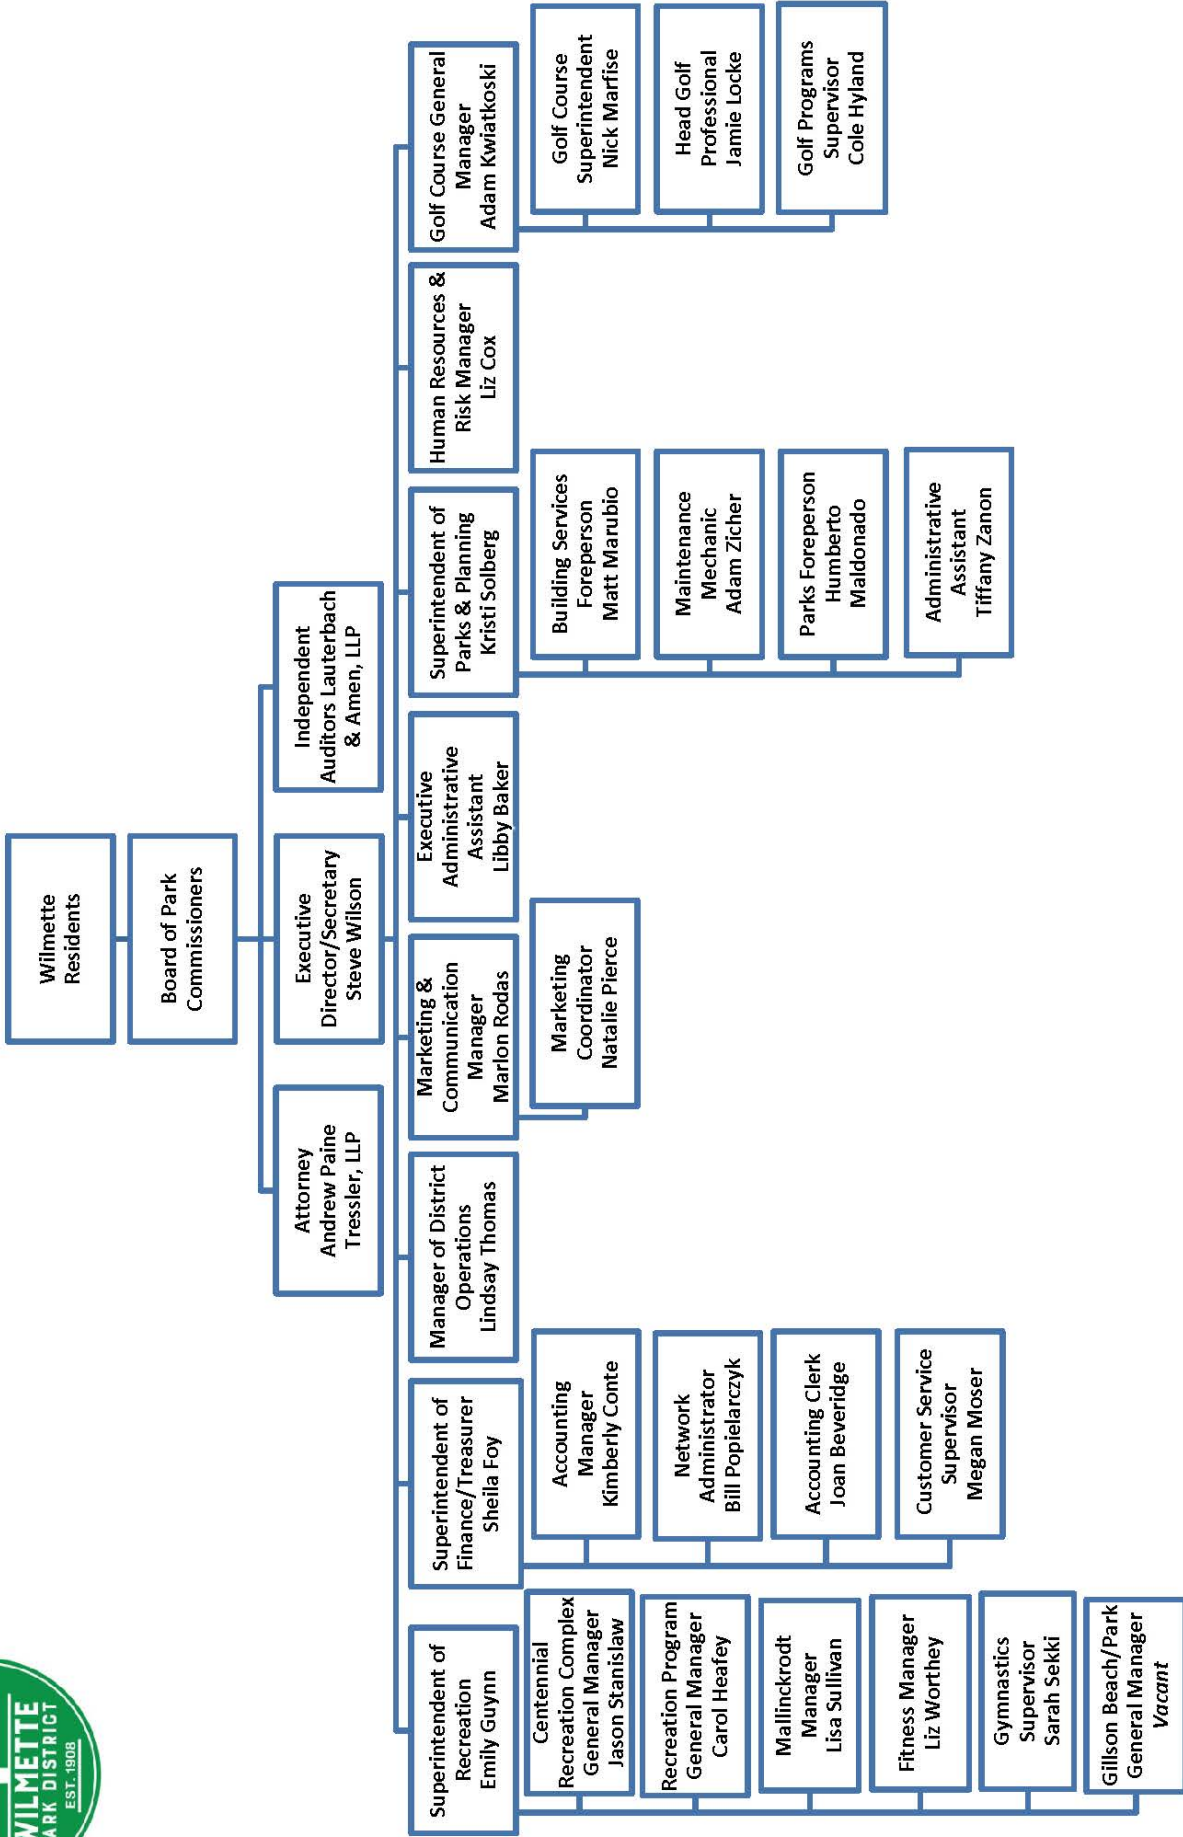 WILMETTE
PARK DISTRICT
EST. 1908
Wilmette
Residents
Board of Park
Commissioners
Attorney
Andrew Paine
Tressler, LLP
Executive
Director/Secretary
Steve Wilson
Independent
Auditors Lauterbach
& Amen, LLP
Superintendent of
Recreation
Emily Guynn
Centennial
Recreation Complex
General Manager
Jason Stanislaw
Recreation Program
General Manager
Carol Heafey
Mallinckrodt
Manager
Lisa Sullivan
Fitness Manager
Liz Worthey
Gymnastics
Supervisor
Sarah Sekki
Gillson Beach/Park
General Manager
Vacant
Superintendent of
Finance/Treasurer
Sheila Foy
Accounting
Manager
Kimberly Conte
Network
Administrator
Bill Popielarczyk
Accounting Clerk
Joan Beveridge
Customer Service
Supervisor
Megan Moser
Manager of District
Operations
Lindsay Thomas
Marketing &
Communication
Manager
Marlon Rodas
Marketing
Coordinator
Natalie Pierce
Executive
Administrative
Assistant
Libby Baker
Superintendent of
Parks & Planning
Kristi Solberg
Building Services
Foreperson
Matt Marubio
Maintenance
Mechanic
Adam Zicher
Parks Foreperson
Humberto
Maldonado
Administrative
Assistant
Tiffany Zanon
Human Resources &
Risk Manager
Liz Cox
Golf Course General
Manager
Adam Kwiatkoski
Golf Course
Superintendent
Nick Marfise
Head Golf
Professional
Jamie Locke
Golf Programs
Supervisor
Cole Hyland